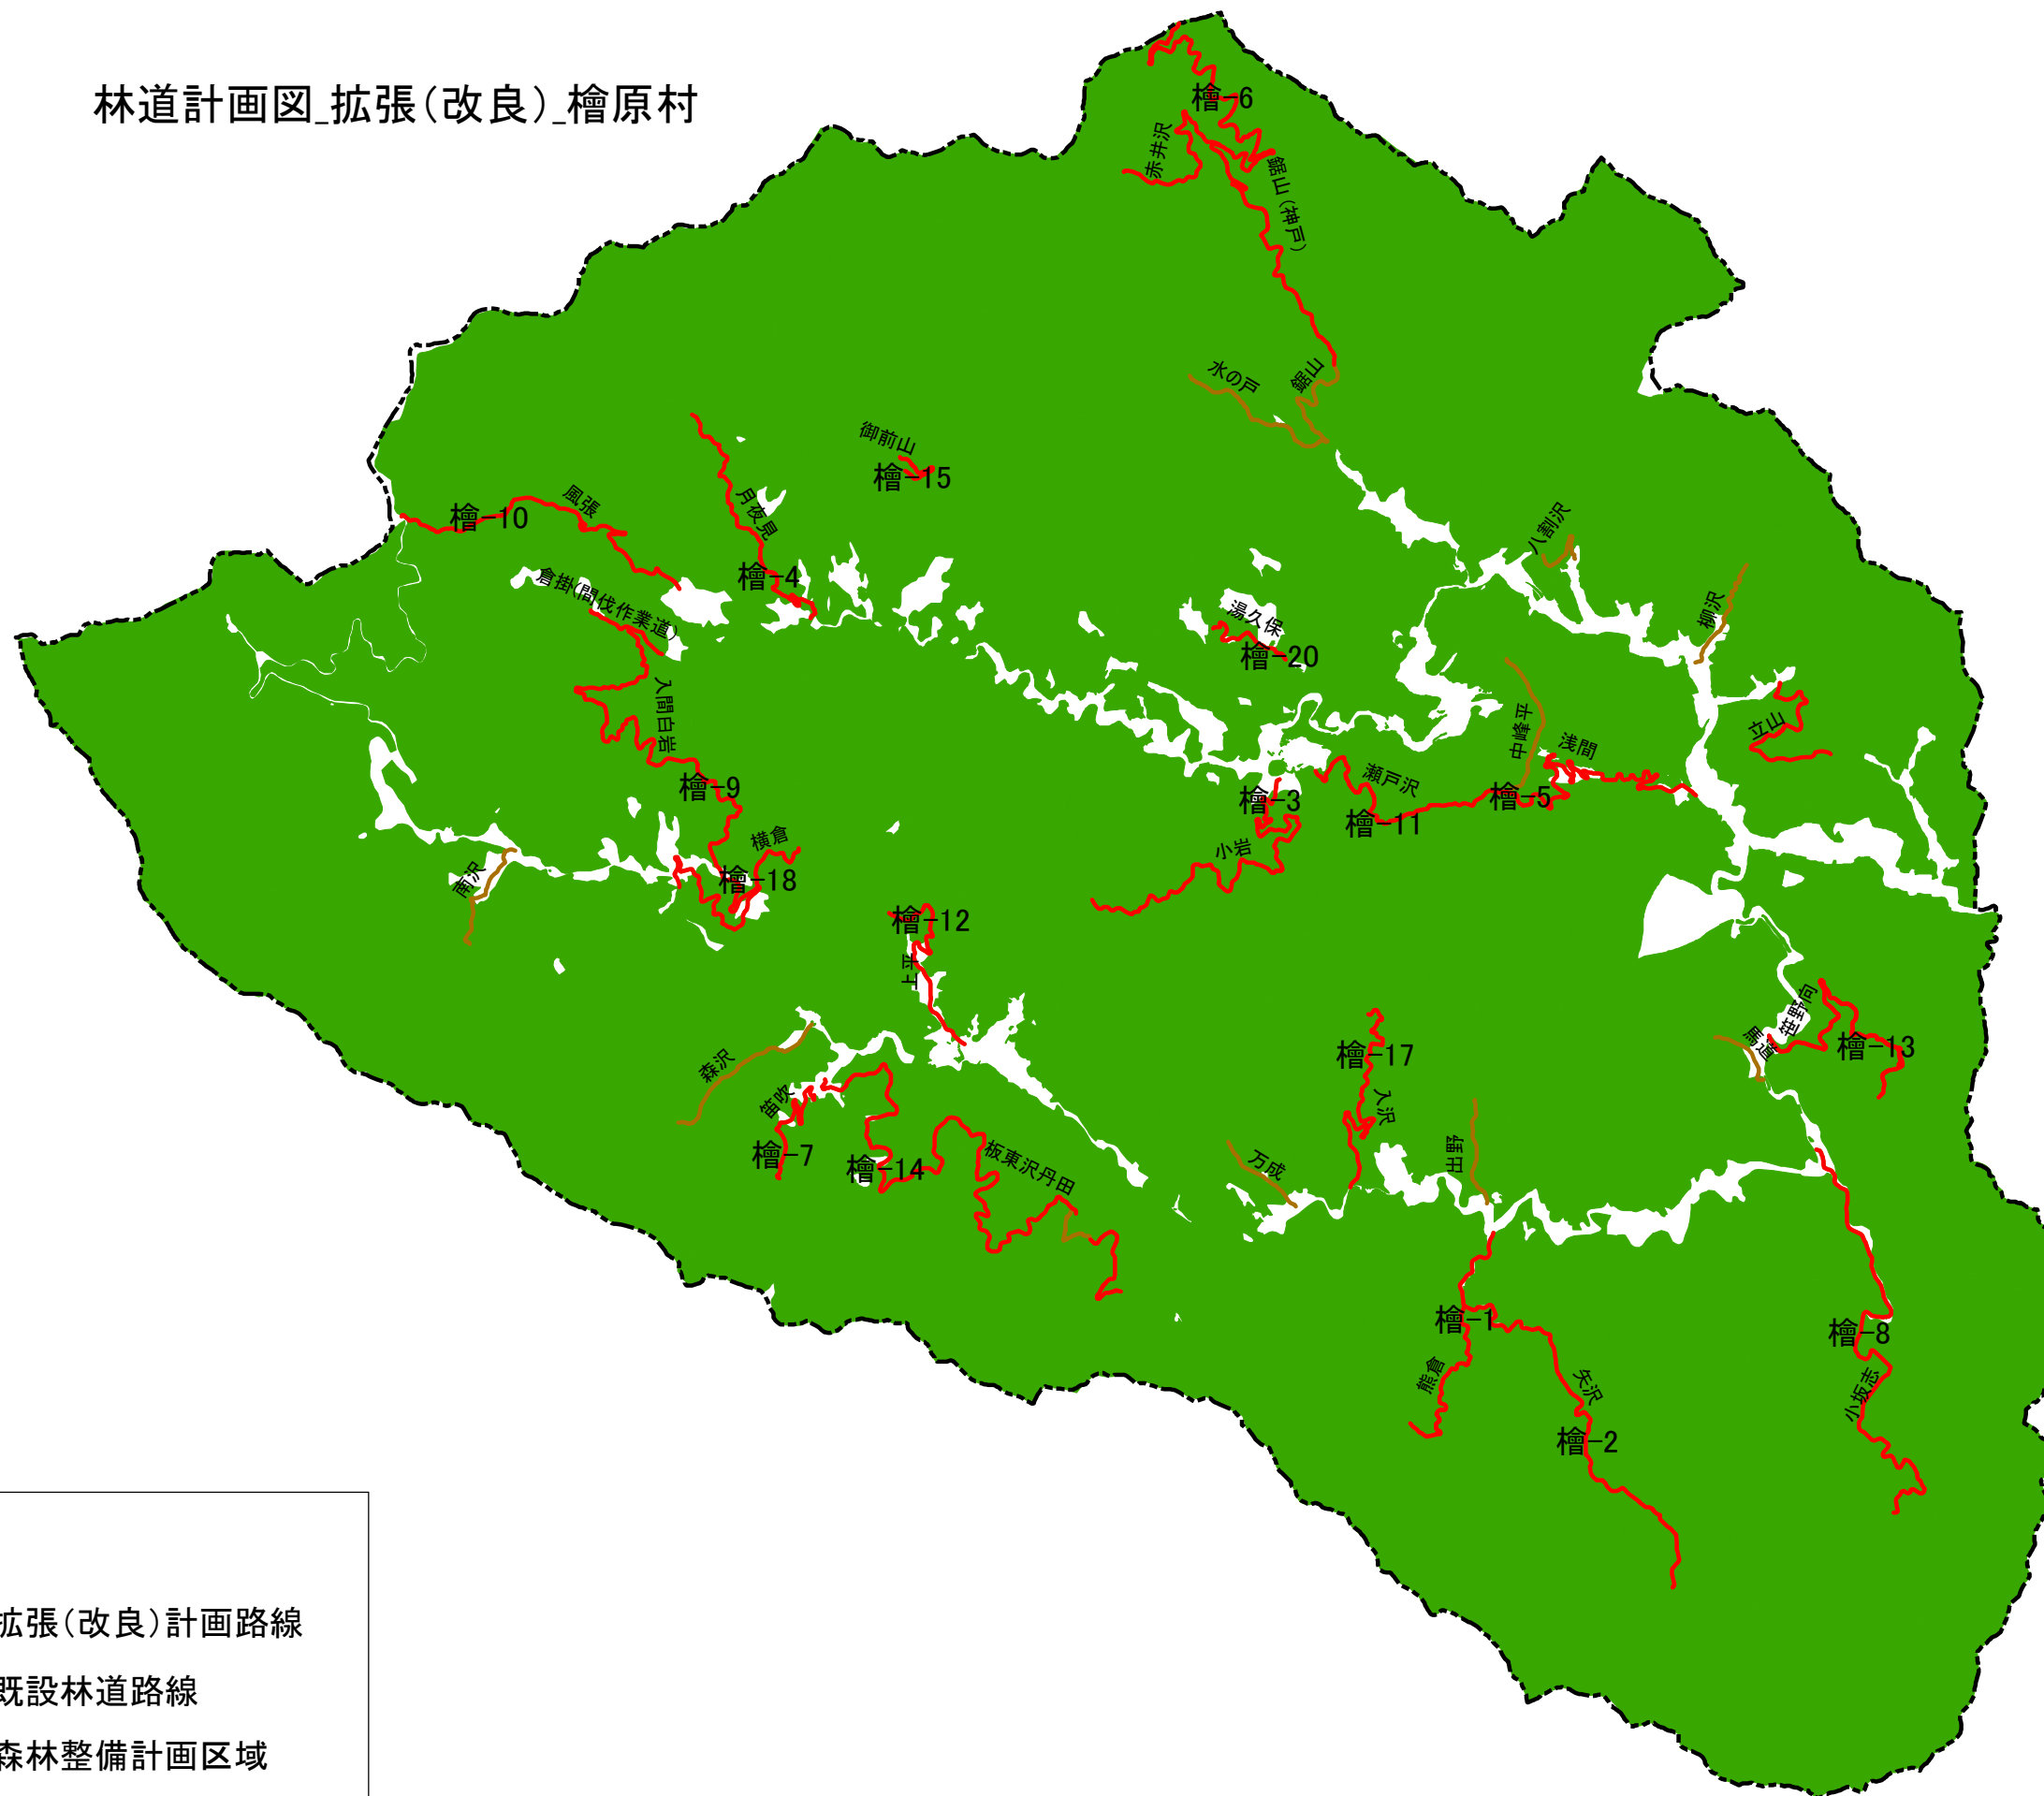 林道計画図_拡張(改良)_檜原村
檜-6
赤井沢
鋸山(神戸)
水の戸
鋸山
御前山
檜-15
月夜見
風張
檜-10
八割沢
檜-4
倉掛(間伐作業道)
柳沢
湯久保
檜-20
入間白岩
中峰平
立山
浅間
瀬戸沢
檜-9
檜-3
檜-5
檜-11
横倉
小岩
南沢
檜-18
檜-12
上平
笹野向
馬道
檜-13
檜-17
森沢
笛吹
入沢
檜-7
檜-14
板東沢丹田
万成
出野
檜-1
檜-8
熊倉
矢沢
小坂志
檜-2
拡張(改良)計画路線
既設林道路線
森林整備計画区域